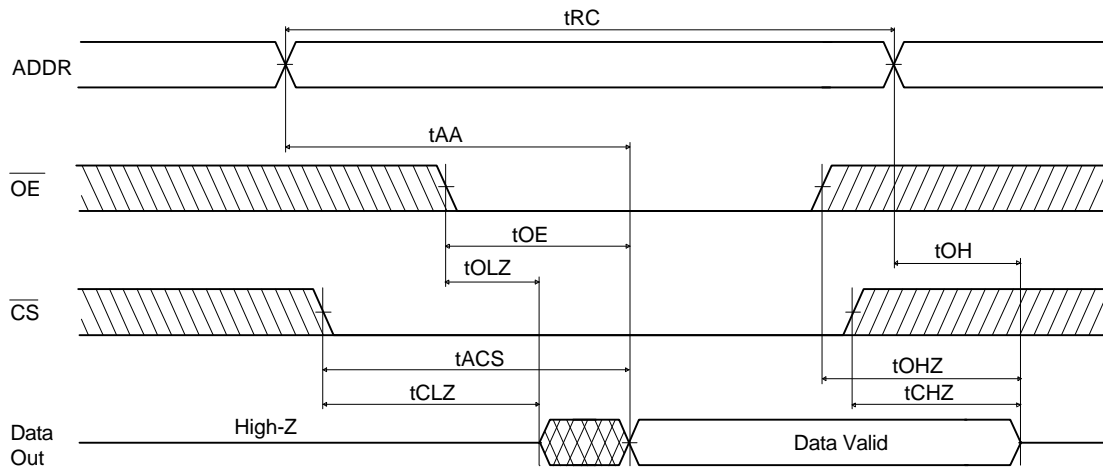 tRC
ADDR
tAA
OE
tOE
tOLZ
tOH
CS
tACS
tOHZ
tCLZ
tCHZ
High-Z
Data
Out
Data Valid